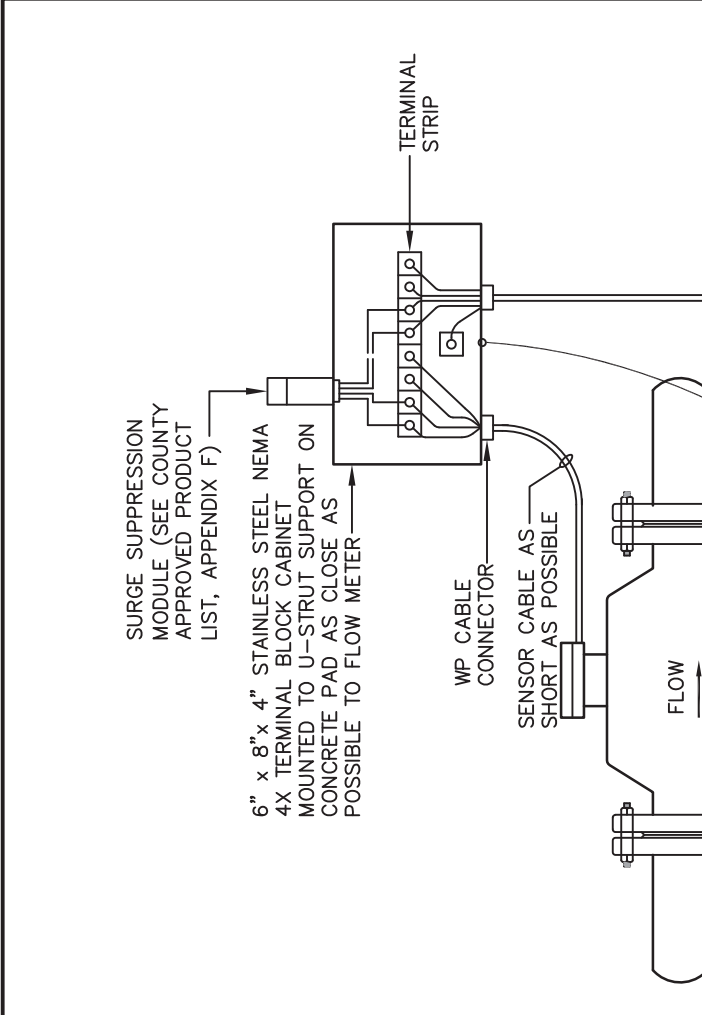 SURGE SUPPRESSION
MODULE (SEE COUNTY
APPROVED PRODUCT
LIST, APPENDIX F)
6” x 8”x 4” STAINLESS STEEL NEMA
4X TERMINAL BLOCK CABINET
MOUNTED TO U-STRUT SUPPORT ON
CONCRETE PAD AS CLOSE AS
POSSIBLE TO FLOW METER
TERMINAL
STRIP
WP CABLE
CONNECTOR
SENSOR CABLE AS
SHORT AS POSSIBLE
FLOW